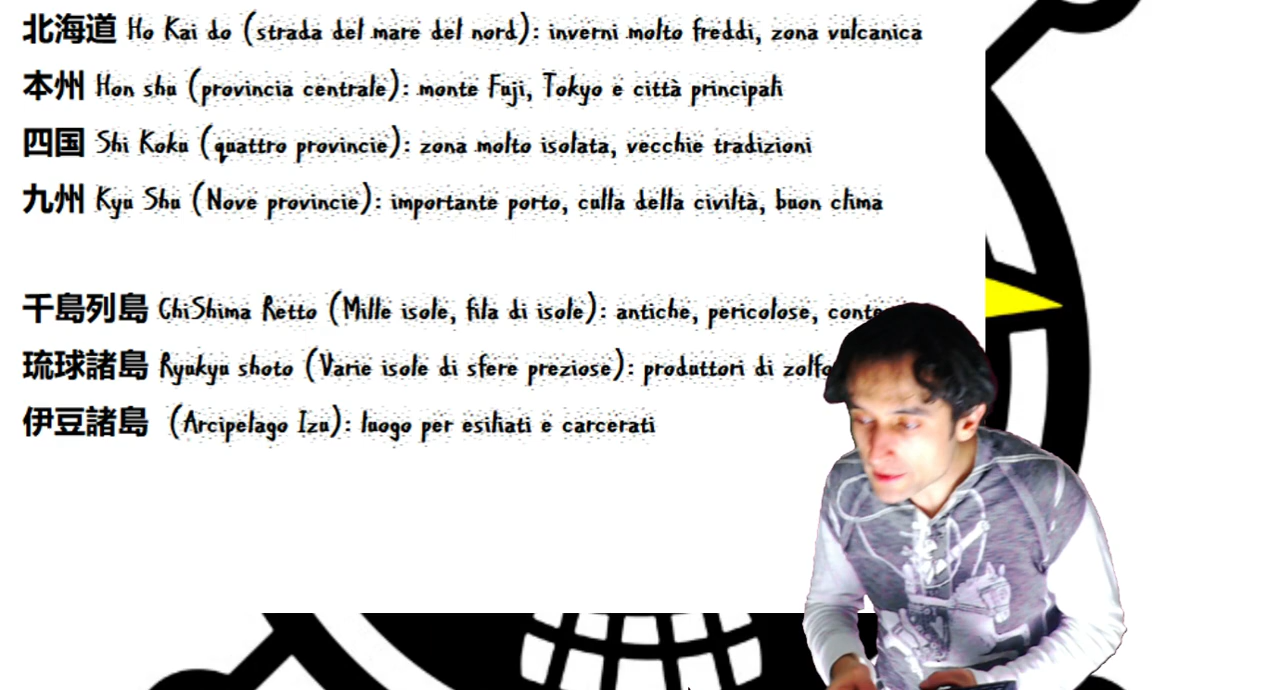 北海道 Ho Kai do (strada del mare del nord): inverni molto freddi, zona vulcanica
本州 Hon shu (provincia centrale): monte Fuji, Tokyo e città principali
四国 Shi Koku (quattro provincie): zona molto isolata, vecchie tradizioni
九州 Kyu Shu (Nove provincie): importante porto, culla della civiltà, buon clima
千島列島 ChiShima Retto (Mille isole, fila di isole): antiche, pericolose,
琉球諸島 Ryukyu shoto (Varie isole di sfere preziose): produttori di zolfo
伊豆諸島 (Arcipelago Izu): luogo per esiliati e carcerati